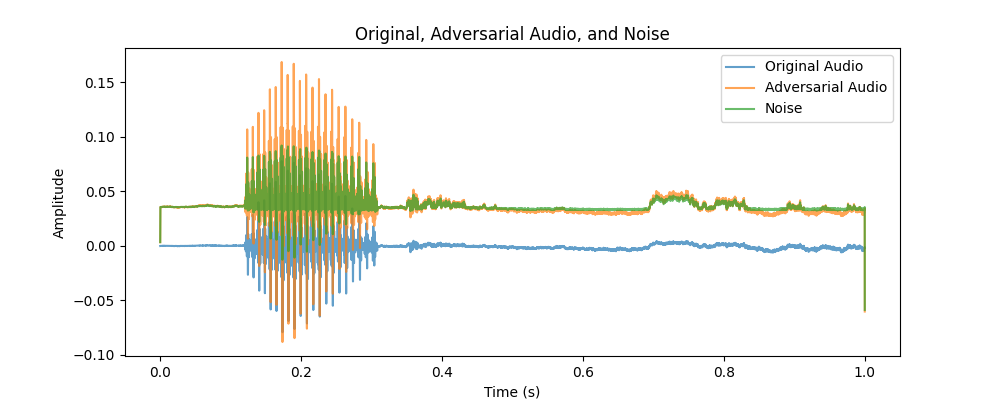 Original, Adversarial Audio, and Noise
Original Audio
Adversarial Audio
Noise
Amplitude
0.15
0.10
0.05
0.00
−0.05
−0.10
0.0 0.2 0.4 0.6 0.8 1.0
Time (s)